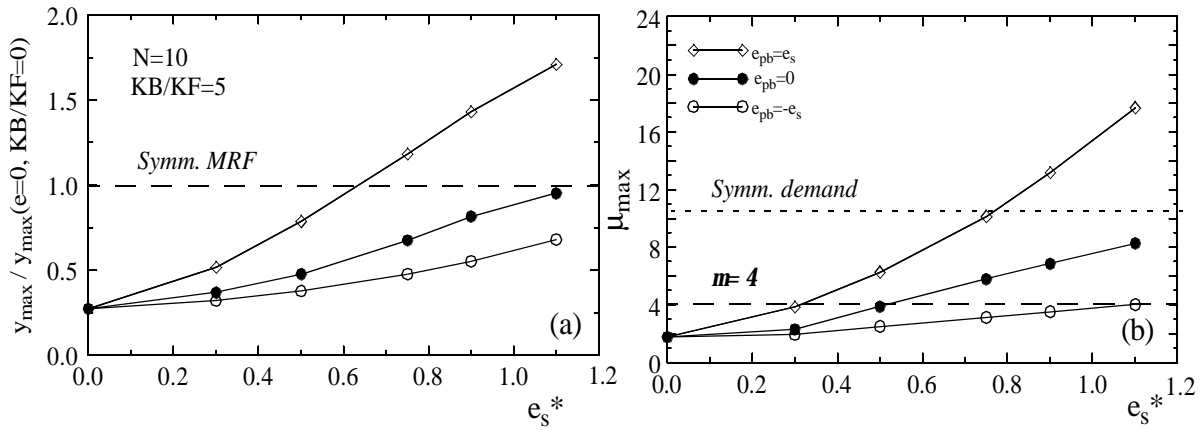 2.0
1.5
1.0
0.5
0.0
y_max / y_max(e=0, KB/KF=0)
N=10
KB/KF=5
Symm. MRF
(a)
0.0 0.2 0.4 0.6 0.8 1.0 1.2
e_s*
24
20
16
12
8
4
0
μ_max
e_pb=e_s
e_pb=0
e_pb=-e_s
Symm. demand
m= 4
(b)
0.0 0.2 0.4 0.6 0.8 1.0 1.2
e_s*